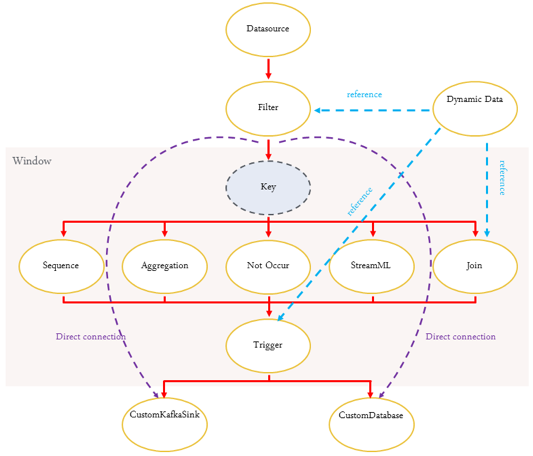 Datasource
Filter
reference
Dynamic Data
Window
Key
reference
reference
Sequence
Aggregation
Not Occur
StreamML
Join
Direct connection
Trigger
Direct connection
CustomKafkaSink
CustomDatabase